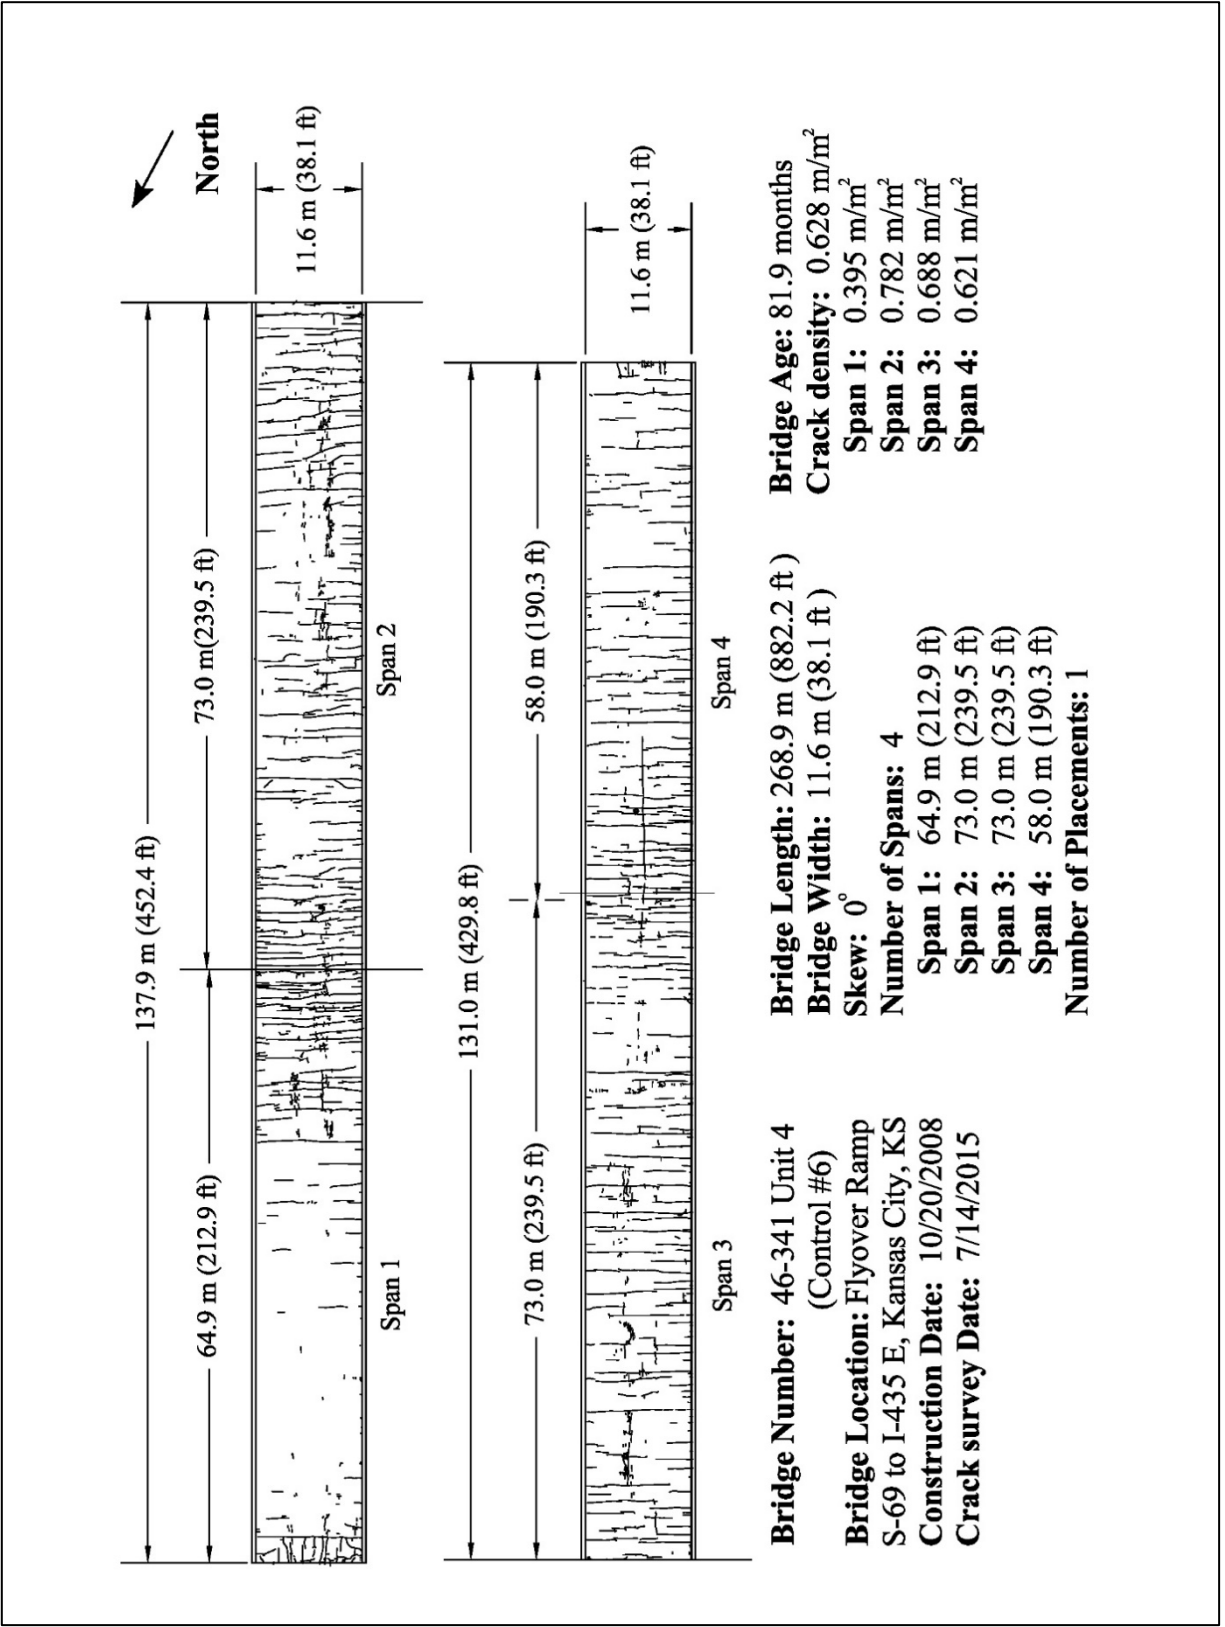 North
137.9 m (452.4 ft)
64.9 m (212.9 ft)
73.0 m(239.5 ft)
11.6 m (38.1 ft)
Span 1
Span 2
131.0 m (429.8 ft)
73.0 m (239.5 ft)
58.0 m (190.3 ft)
11.6 m (38.1 ft)
Span 3
Span 4
Bridge Number: 46-341 Unit 4
(Control #6)
Bridge Location: Flyover Ramp
S-69 to I-435 E, Kansas City, KS
Construction Date: 10/20/2008
Crack survey Date: 7/14/2015
Bridge Length: 268.9 m (882.2 ft )
Bridge Width: 11.6 m (38.1 ft )
Skew: 0°
Number of Spans: 4
Span 1: 64.9 m (212.9 ft)
Span 2: 73.0 m (239.5 ft)
Span 3: 73.0 m (239.5 ft)
Span 4: 58.0 m (190.3 ft)
Number of Placements: 1
Bridge Age: 81.9 months
Crack density: 0.628 m/m²
Span 1: 0.395 m/m²
Span 2: 0.782 m/m²
Span 3: 0.688 m/m²
Span 4: 0.621 m/m²